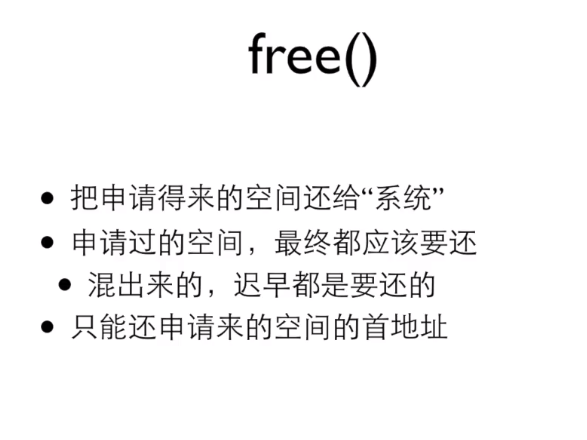 free()
• 把申请得来的空间还给“系统”
• 申请过的空间，最终都应该要还
• 混出来的，迟早都是要还的
• 只能还申请来的空间的首地址